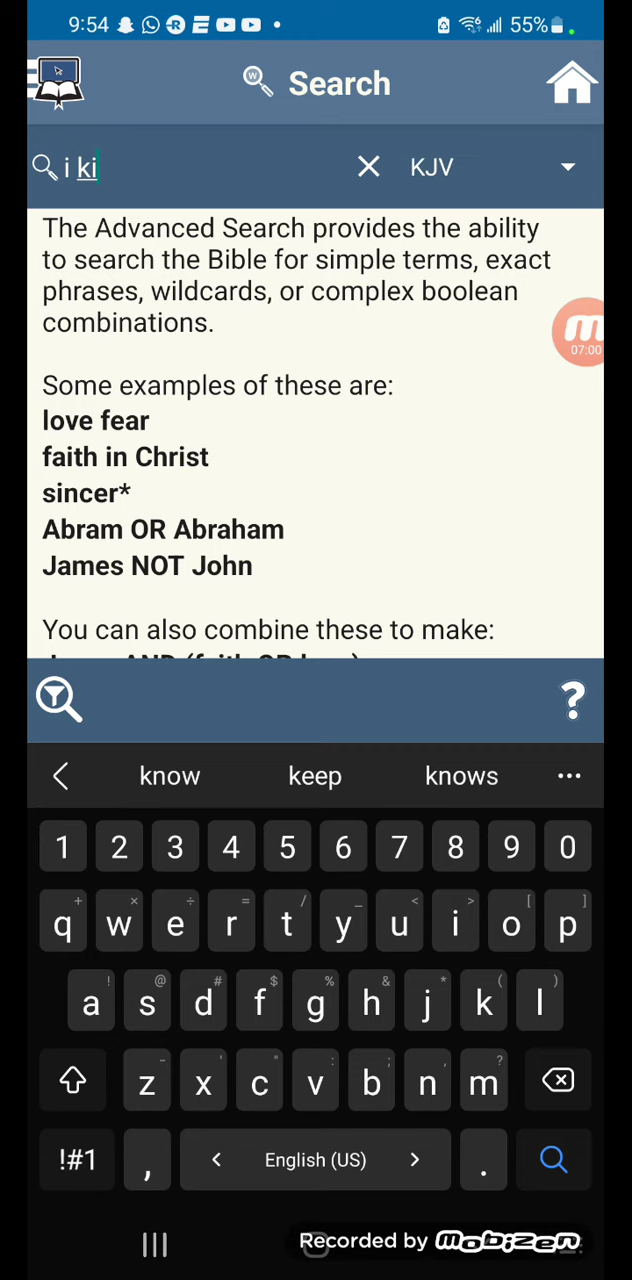 9:54 55%
W Search
i ki KJV
The Advanced Search provides the ability
to search the Bible for simple terms, exact
phrases, wildcards, or complex boolean
combinations.
07:00
Some examples of these are:
love fear
faith in Christ
sincer*
Abram OR Abraham
James NOT John
You can also combine these to make:
?
know keep knows ...
1 2 3 4 5 6 7 8 9 0
+ × ÷ = / _ < > [ ]
q w e r t y u i o p
! @ # $ % & * ( )
a s d f g h j k l
- ' " : ; , ?
z x c v b n m
!#1 , < English (US) > .
Recorded by mobizen